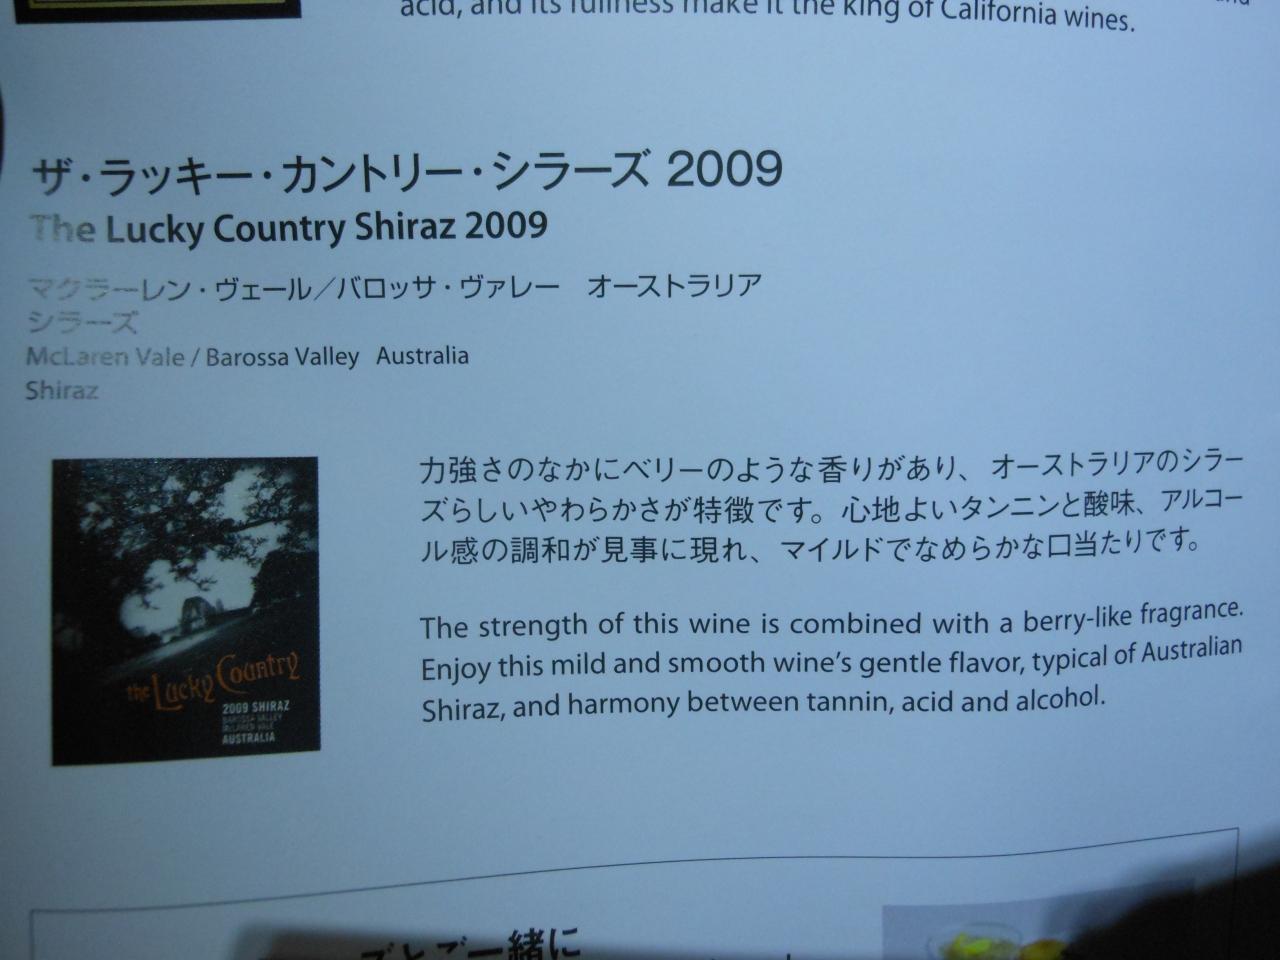 acid, and its fullness make it the king of California wines.
ザ・ラッキー・カントリー・シラーズ 2009
The Lucky Country Shiraz 2009
マクラーレン・ヴェール／バロッサ・ヴァレー　オーストラリア
シラーズ
McLaren Vale / Barossa Valley Australia
Shiraz
力強さのなかにベリーのような香りがあり、オーストラリアのシラー
ズらしいやわらかさが特徴です。心地よいタンニンと酸味、アルコー
ル感の調和が見事に現れ、マイルドでなめらかな口当たりです。
The strength of this wine is combined with a berry-like fragrance.
Enjoy this mild and smooth wine's gentle flavor, typical of Australian
Shiraz, and harmony between tannin, acid and alcohol.
the Lucky Country
2009 SHIRAZ
BAROSSA VALLEY
McLAREN VALE
AUSTRALIA
ご一緒に